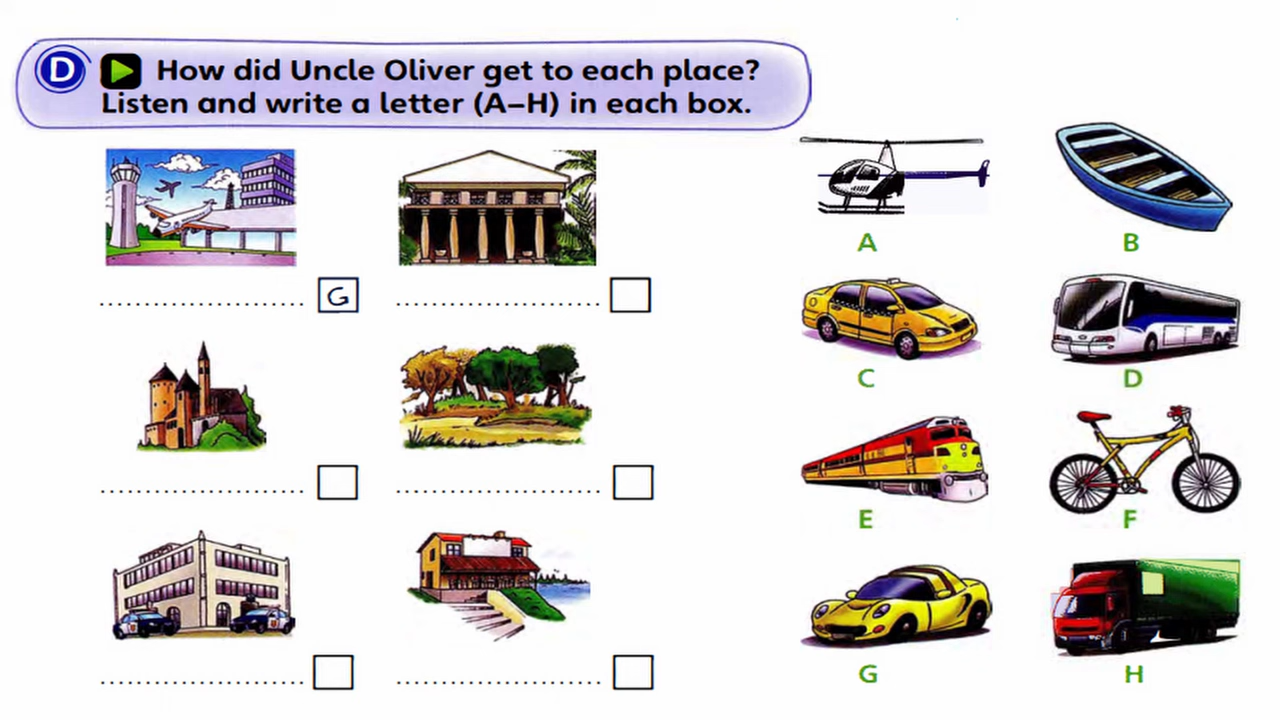 D How did Uncle Oliver get to each place?
Listen and write a letter (A–H) in each box.
A
B
........................ G
........................
C
D
........................
........................
E
F
........................
........................
G
H